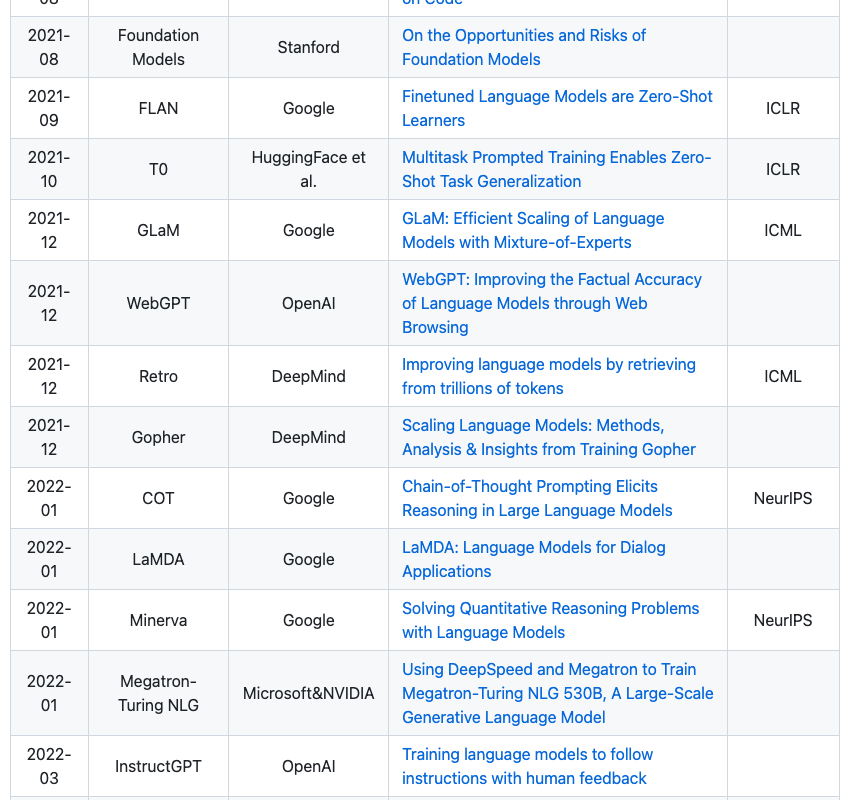 08
on Code
2021-
08
Foundation
Models
Stanford
On the Opportunities and Risks of
Foundation Models
2021-
09
FLAN
Google
Finetuned Language Models are Zero-Shot
Learners
ICLR
2021-
10
T0
HuggingFace et
al.
Multitask Prompted Training Enables Zero-
Shot Task Generalization
ICLR
2021-
12
GLaM
Google
GLaM: Efficient Scaling of Language
Models with Mixture-of-Experts
ICML
2021-
12
WebGPT
OpenAI
WebGPT: Improving the Factual Accuracy
of Language Models through Web
Browsing
2021-
12
Retro
DeepMind
Improving language models by retrieving
from trillions of tokens
ICML
2021-
12
Gopher
DeepMind
Scaling Language Models: Methods,
Analysis & Insights from Training Gopher
2022-
01
COT
Google
Chain-of-Thought Prompting Elicits
Reasoning in Large Language Models
NeurIPS
2022-
01
LaMDA
Google
LaMDA: Language Models for Dialog
Applications
2022-
01
Minerva
Google
Solving Quantitative Reasoning Problems
with Language Models
NeurIPS
2022-
01
Megatron-
Turing NLG
Microsoft&NVIDIA
Using DeepSpeed and Megatron to Train
Megatron-Turing NLG 530B, A Large-Scale
Generative Language Model
2022-
03
InstructGPT
OpenAI
Training language models to follow
instructions with human feedback